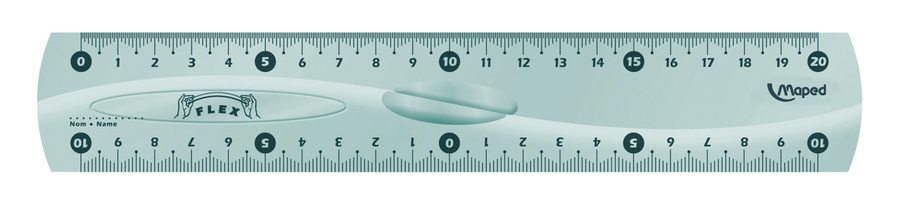 0 1 2 3 4 5 6 7 8 9 10 11 12 13 14 15 16 17 18 19 20
Maped
FLEX
Nom • Name
10 9 8 7 6 5 4 3 2 1 0 1 2 3 4 5 6 7 8 9 10